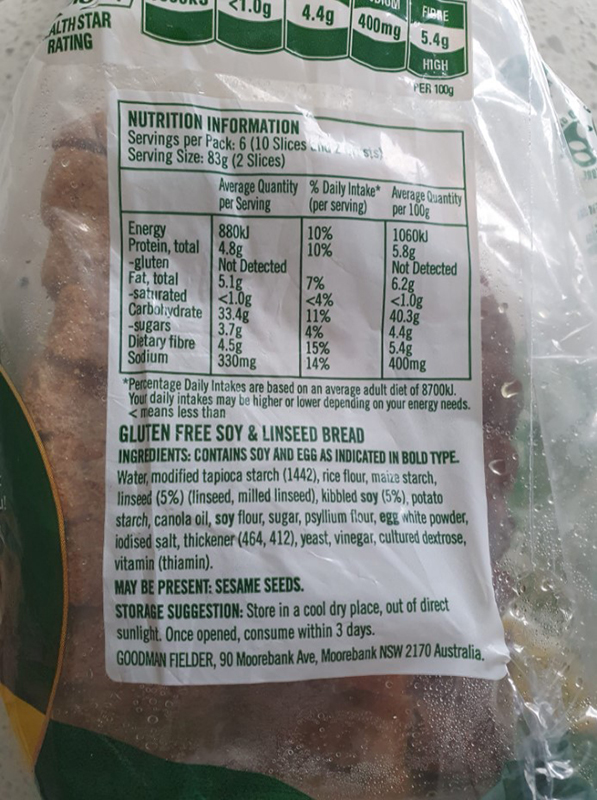 <1.0g
4.4g
400mg
FIBRE
5.4g
HIGH
PER 100g
STAR
RATING
NUTRITION INFORMATION
Servings per Pack: 6 (10 Slices
Serving Size: 83g (2 Slices)
Average Quantity % Daily Intake* Average Quantity
per Serving (per serving) per 100g
Energy 880kJ 10% 1060kJ
Protein, total 4.8g 10% 5.8g
-gluten Not Detected Not Detected
Fat, total 5.1g 7% 6.2g
-saturated <1.0g <4% <1.0g
Carbohydrate 33.4g 11% 40.3g
-sugars 3.7g 4% 4.4g
Dietary fibre 4.5g 15% 5.4g
Sodium 330mg 14% 400mg
*Percentage Daily Intakes are based on an average adult diet of 8700kJ.
Your daily intakes may be higher or lower depending on your energy needs.
< means less than
GLUTEN FREE SOY & LINSEED BREAD
INGREDIENTS: CONTAINS SOY AND EGG AS INDICATED IN BOLD TYPE.
Water, modified tapioca starch (1442), rice flour, maize starch,
linseed (5%) (linseed, milled linseed), kibbled soy (5%), potato
starch, canola oil, soy flour, sugar, psyllium flour, egg white powder,
iodised salt, thickener (464, 412), yeast, vinegar, cultured dextrose,
vitamin (thiamin).
MAY BE PRESENT: SESAME SEEDS.
STORAGE SUGGESTION: Store in a cool dry place, out of direct
sunlight. Once opened, consume within 3 days.
GOODMAN FIELDER, 90 Moorebank Ave, Moorebank NSW 2170 Australia.